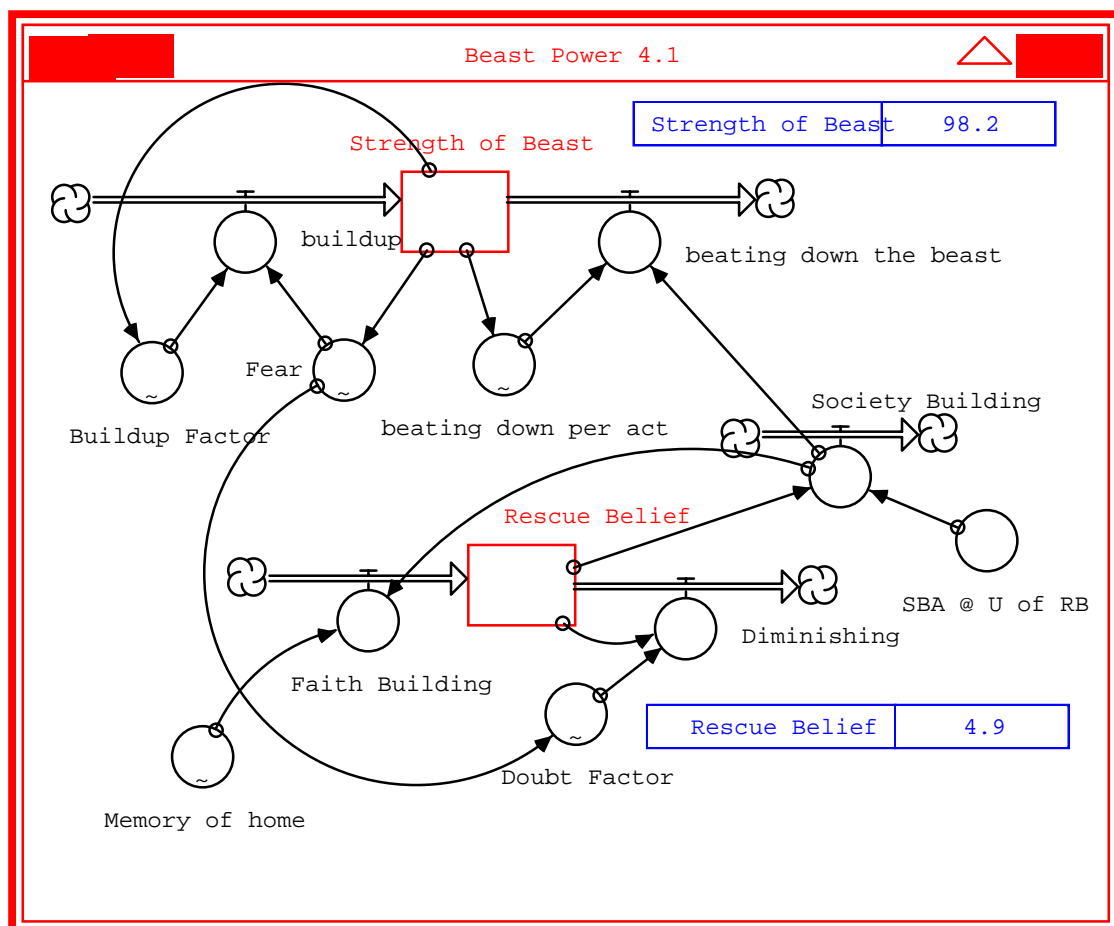 Beast Power 4.1
Strength of Beast 98.2
Strength of Beast
buildup
beating down the beast
Fear
~
~
~
Buildup Factor
beating down per act
Society Building
Rescue Belief
SBA @ U of RB
Diminishing
Faith Building
Rescue Belief 4.9
~
~
Doubt Factor
Memory of home